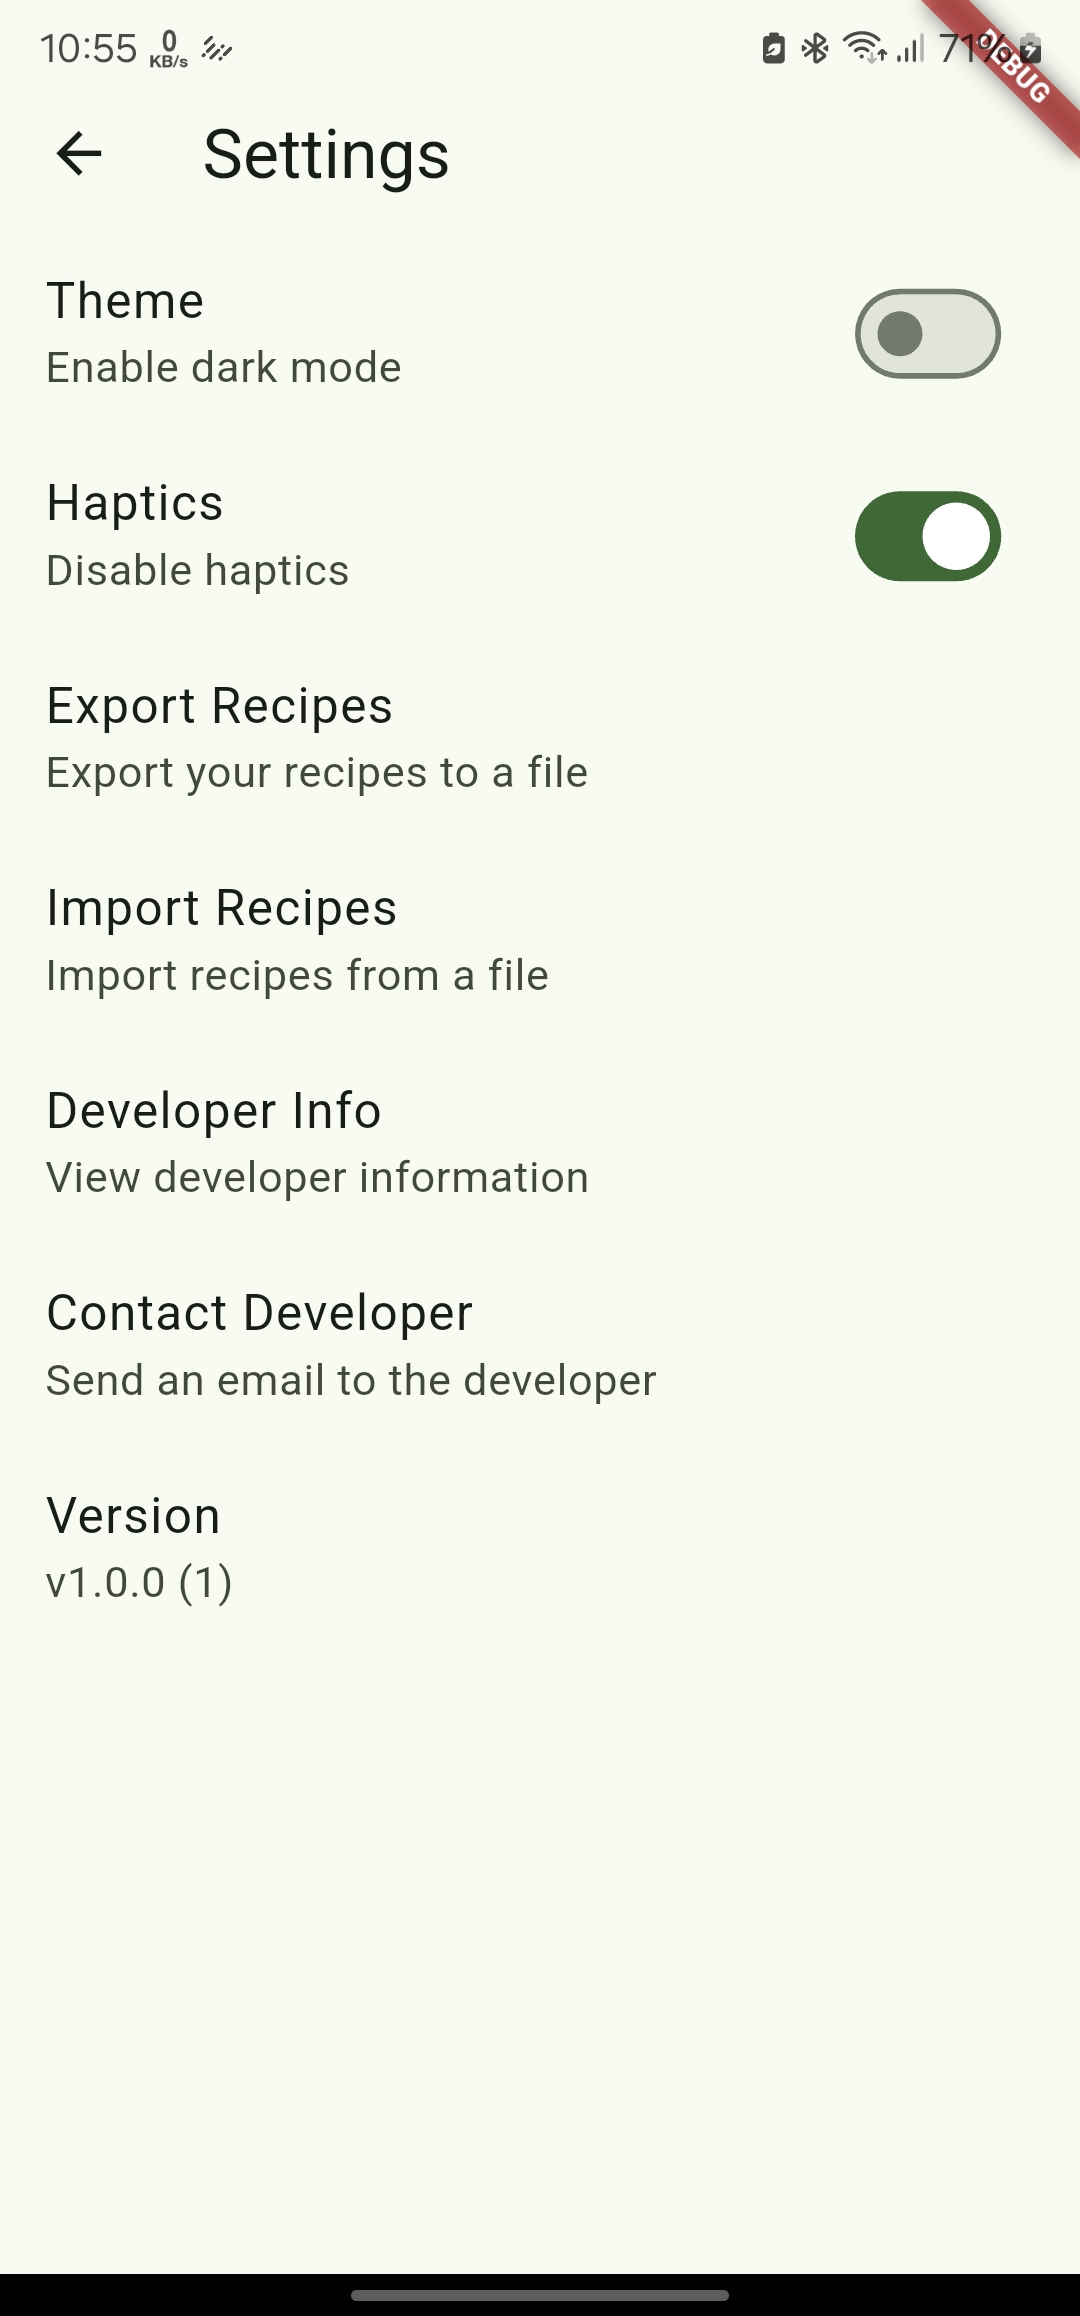 10:55 0 KB/s 71%
DEBUG
Settings
Theme
Enable dark mode
Haptics
Disable haptics
Export Recipes
Export your recipes to a file
Import Recipes
Import recipes from a file
Developer Info
View developer information
Contact Developer
Send an email to the developer
Version
v1.0.0 (1)